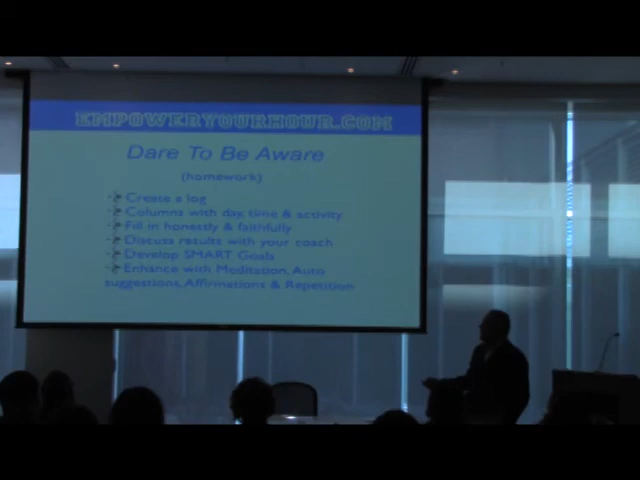 EMPOWERYOURHOUR.COM
Dare To Be Aware
(homework)
Create a log
Columns with day, time & activity
Fill in honestly & faithfully
Discuss results with your coach
Develop SMART Goals
Enhance with Meditation, Auto
suggestions, Affirmations & Repetition